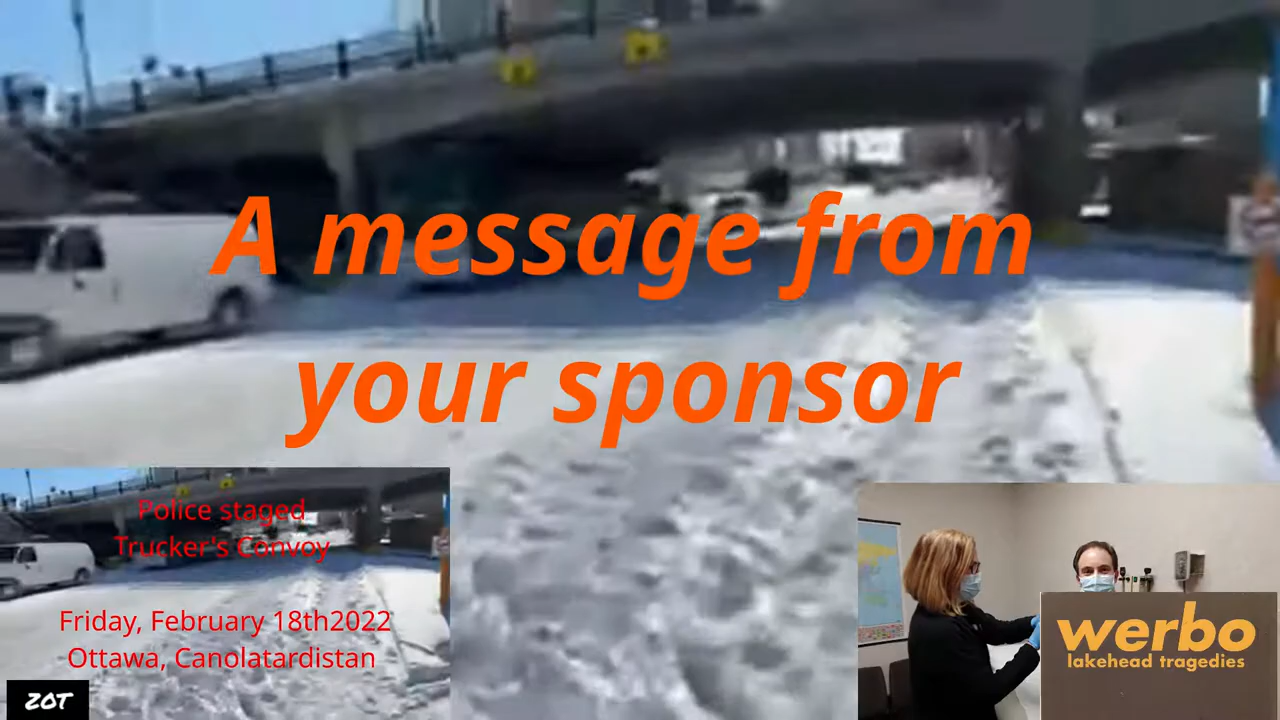 A message from
your sponsor
Police staged
Trucker's Convoy
Friday, February 18th2022
Ottawa, Canolatardistan
ZOT
werbo
lakehead tragedies